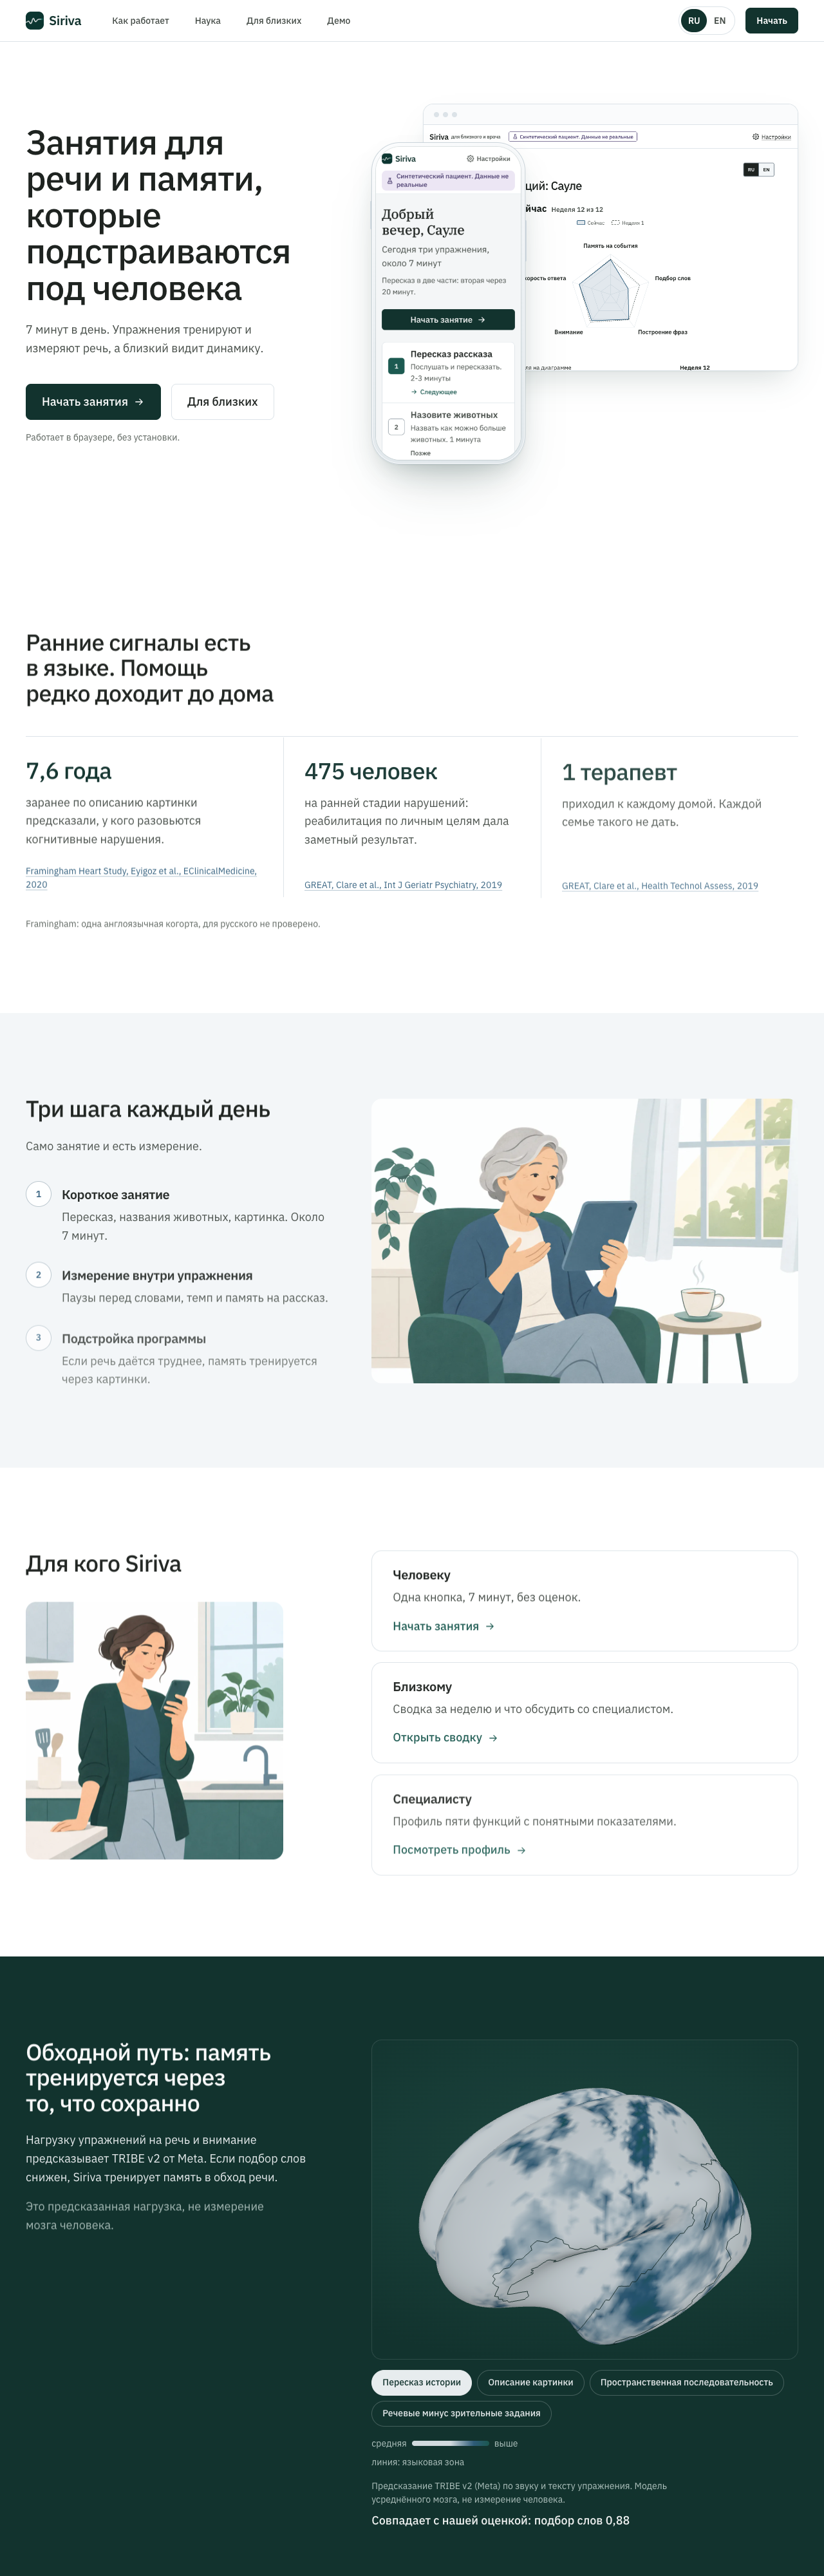 Siriva
Как работает
Наука
Для близких
Демо
RU EN
Начать
Занятия для
речи и памяти,
которые
подстраиваются
под человека
7 минут в день. Упражнения тренируют и
измеряют речь, а близкий видит динамику.
Начать занятия →
Для близких
Работает в браузере, без установки.
Siriva для близкого и врача
Синтетический пациент. Данные не реальные
Настройки
RU EN
ций: Сауле
йчас Неделя 12 из 12
Сейчас Неделя 1
Память на события
корость ответа
Подбор слов
Внимание
Построение фраз
ля на диаграмме
Неделя 12
Siriva
Настройки
Синтетический пациент. Данные не
реальные
Добрый
вечер, Сауле
Сегодня три упражнения,
около 7 минут
Пересказ в две части: вторая через
20 минут.
Начать занятие →
1
Пересказ рассказа
Послушать и пересказать.
2-3 минуты
→ Следующее
2
Назовите животных
Назвать как можно больше
животных. 1 минута
Позже
Ранние сигналы есть
в языке. Помощь
редко доходит до дома
7,6 года
заранее по описанию картинки
предсказали, у кого разовьются
когнитивные нарушения.
Framingham Heart Study, Eyigoz et al., EClinicalMedicine,
2020
475 человек
на ранней стадии нарушений:
реабилитация по личным целям дала
заметный результат.
GREAT, Clare et al., Int J Geriatr Psychiatry, 2019
1 терапевт
приходил к каждому домой. Каждой
семье такого не дать.
GREAT, Clare et al., Health Technol Assess, 2019
Framingham: одна англоязычная когорта, для русского не проверено.
Три шага каждый день
Само занятие и есть измерение.
1
Короткое занятие
Пересказ, названия животных, картинка. Около
7 минут.
2
Измерение внутри упражнения
Паузы перед словами, темп и память на рассказ.
3
Подстройка программы
Если речь даётся труднее, память тренируется
через картинки.
Для кого Siriva
Человеку
Одна кнопка, 7 минут, без оценок.
Начать занятия →
Близкому
Сводка за неделю и что обсудить со специалистом.
Открыть сводку →
Специалисту
Профиль пяти функций с понятными показателями.
Посмотреть профиль →
Обходной путь: память
тренируется через
то, что сохранно
Нагрузку упражнений на речь и внимание
предсказывает TRIBE v2 от Meta. Если подбор слов
снижен, Siriva тренирует память в обход речи.
Это предсказанная нагрузка, не измерение
мозга человека.
Пересказ истории
Описание картинки
Пространственная последовательность
Речевые минус зрительные задания
средняя выше
линия: языковая зона
Предсказание TRIBE v2 (Meta) по звуку и тексту упражнения. Модель
усреднённого мозга, не измерение человека.
Совпадает с нашей оценкой: подбор слов 0,88